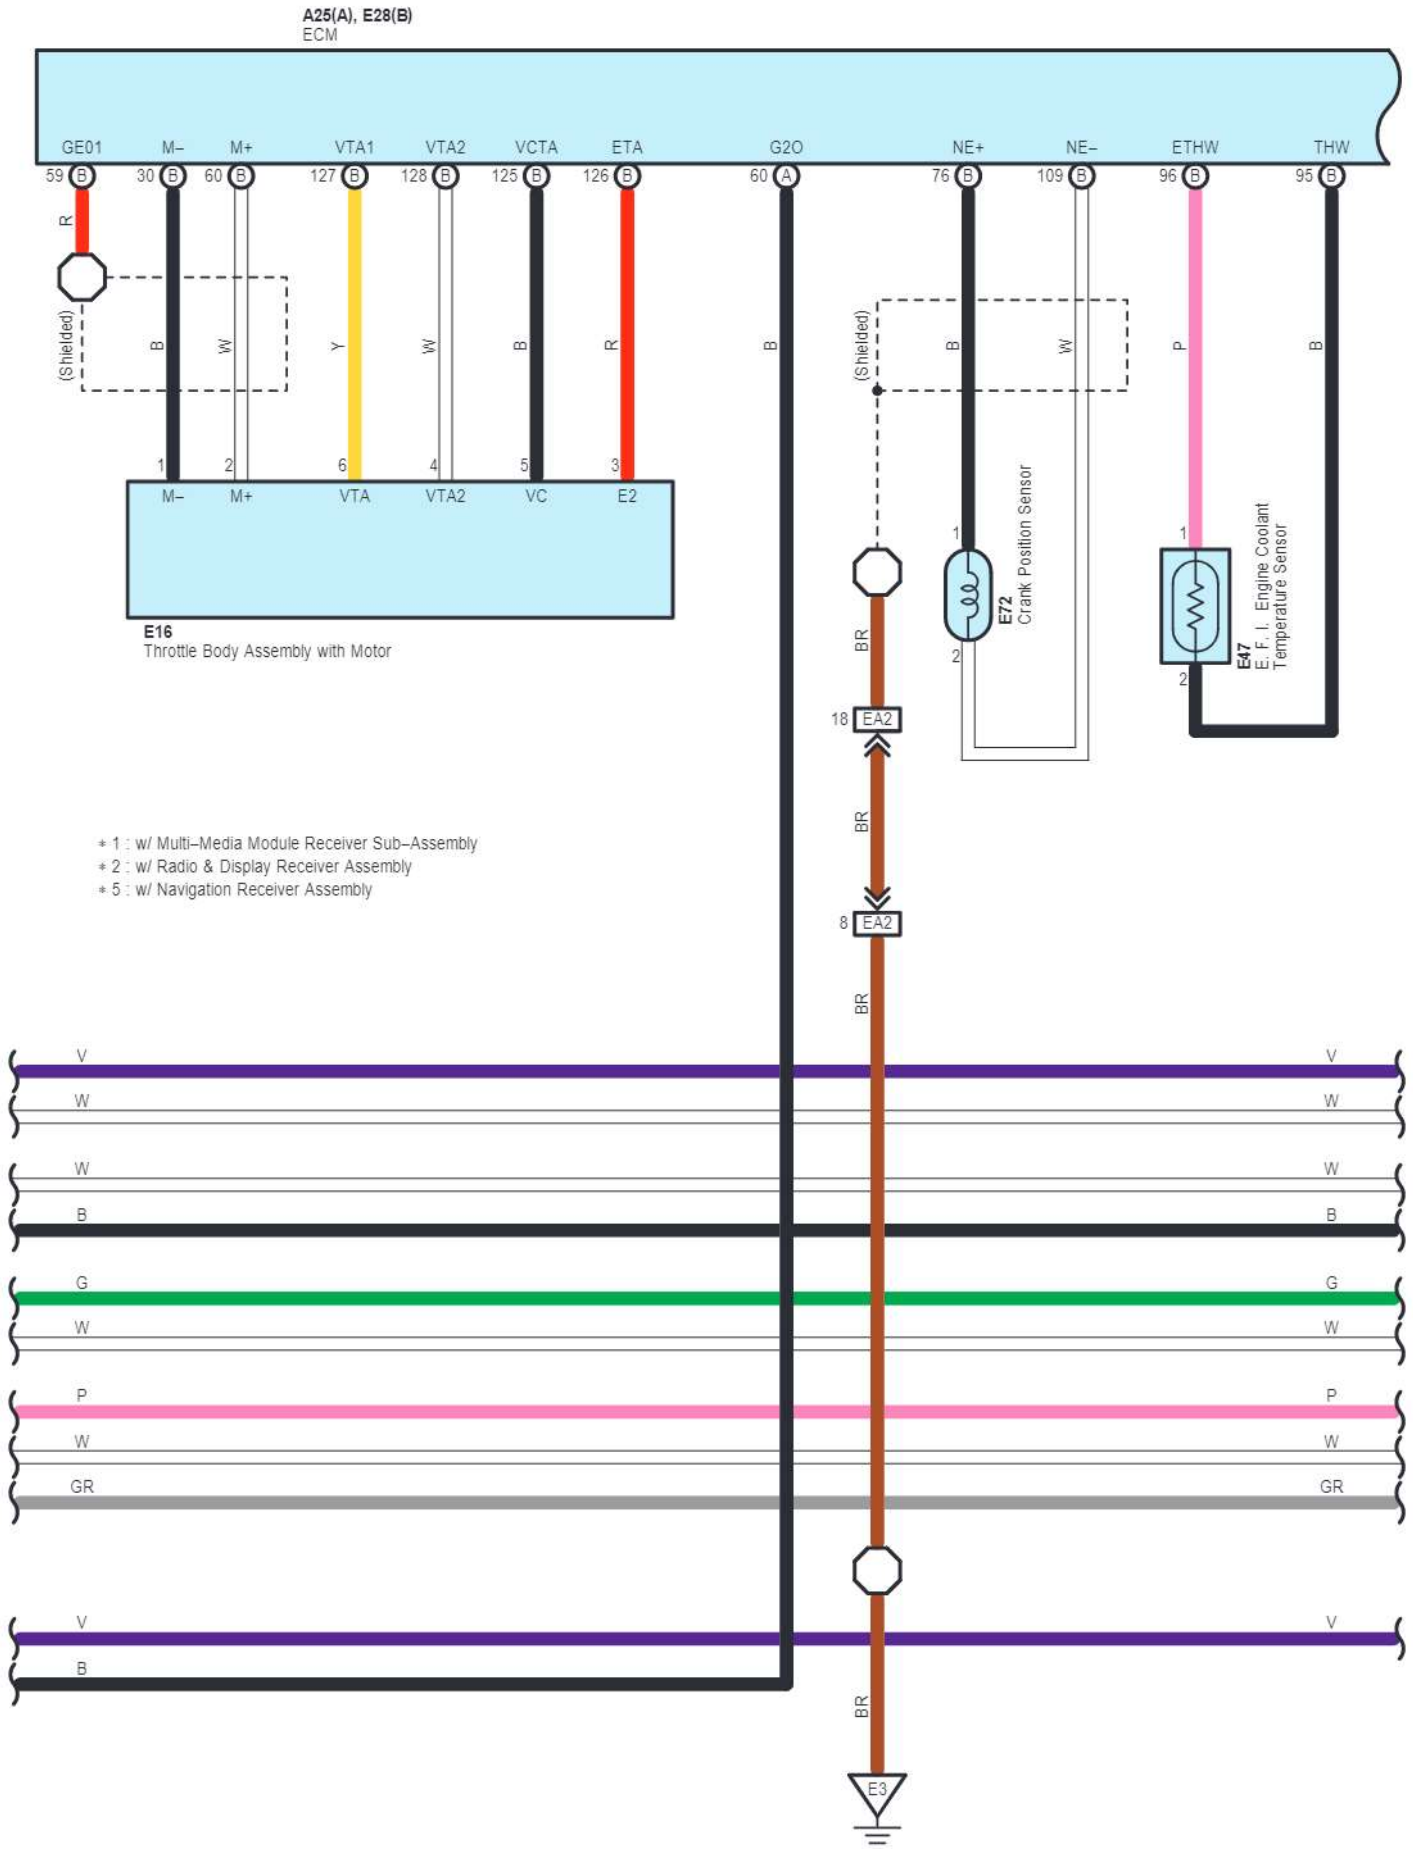 A25(A), E28(B)
ECM
GE01 M– M+ VTA1 VTA2 VCTA ETA G2O NE+ NE– ETHW THW
59 B 30 B 60 B 127 B 128 B 125 B 126 B 60 A 76 B 109 B 96 B 95 B
R
(Shielded) B W Y W B R B (Shielded) B W P B
1 2 6 4 5 3
M– M+ VTA VTA2 VC E2
E16
Throttle Body Assembly with Motor
1
2
E72
Crank Position Sensor
1
2
E47
E. F. I. Engine Coolant
Temperature Sensor
BR
18 EA2
BR
8 EA2
BR
∗ 1 : w/ Multi–Media Module Receiver Sub–Assembly
∗ 2 : w/ Radio & Display Receiver Assembly
∗ 5 : w/ Navigation Receiver Assembly
V V
W W
W W
B B
G G
W W
P P
W W
GR GR
V V
B
BR
E3